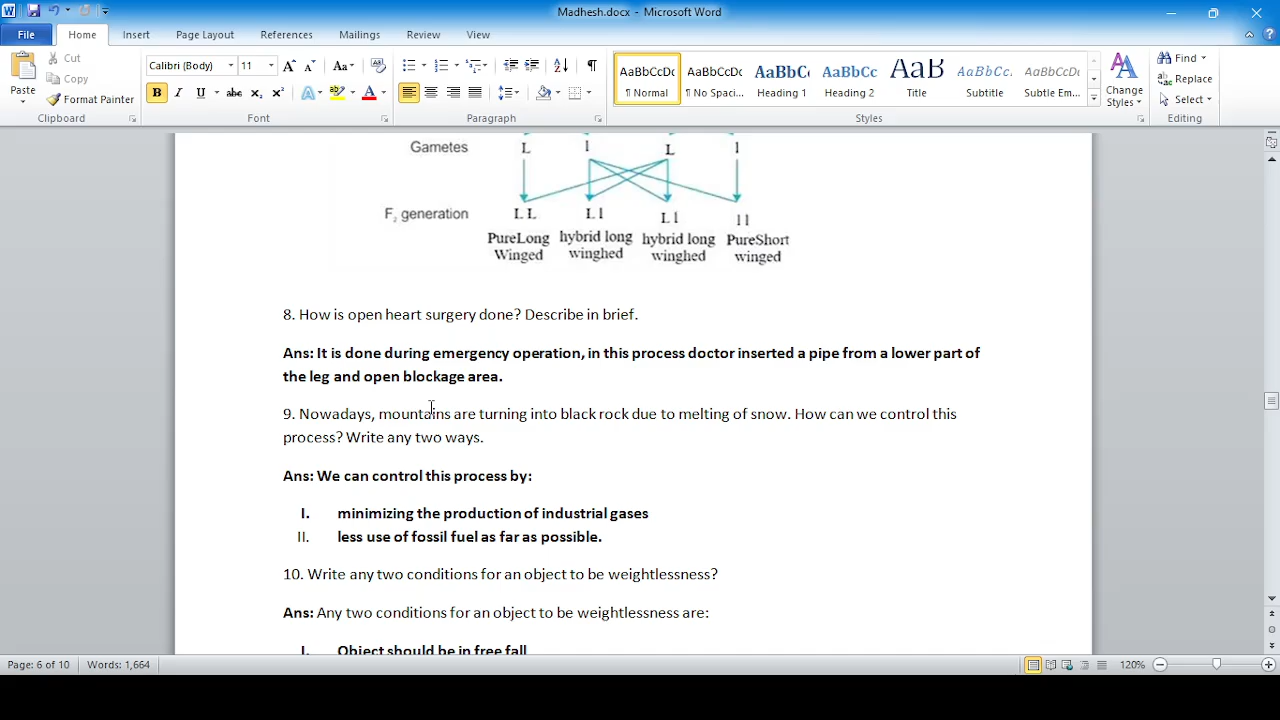 Madhesh.docx - Microsoft Word
File Home Insert Page Layout References Mailings Review View
Paste Cut Copy Format Painter
Calibri (Body) 11
AaBbCcDc AaBbCcDc AaBbC AaBbCc AaB AaBbCc. AaBbCcDc
¶ Normal ¶ No Spaci... Heading 1 Heading 2 Title Subtitle Subtle Em...
Change Styles
Find Replace Select
Clipboard Font Paragraph Styles Editing
Gametes L l L l
F2 generation L L L l L l l l
PureLong hybrid long hybrid long PureShort
Winged winghed winghed winged
8. How is open heart surgery done? Describe in brief.
Ans: It is done during emergency operation, in this process doctor inserted a pipe from a lower part of
the leg and open blockage area.
9. Nowadays, mountains are turning into black rock due to melting of snow. How can we control this
process? Write any two ways.
Ans: We can control this process by:
I. minimizing the production of industrial gases
II. less use of fossil fuel as far as possible.
10. Write any two conditions for an object to be weightlessness?
Ans: Any two conditions for an object to be weightlessness are:
I. Object should be in free fall
Page: 6 of 10 Words: 1,664 120%